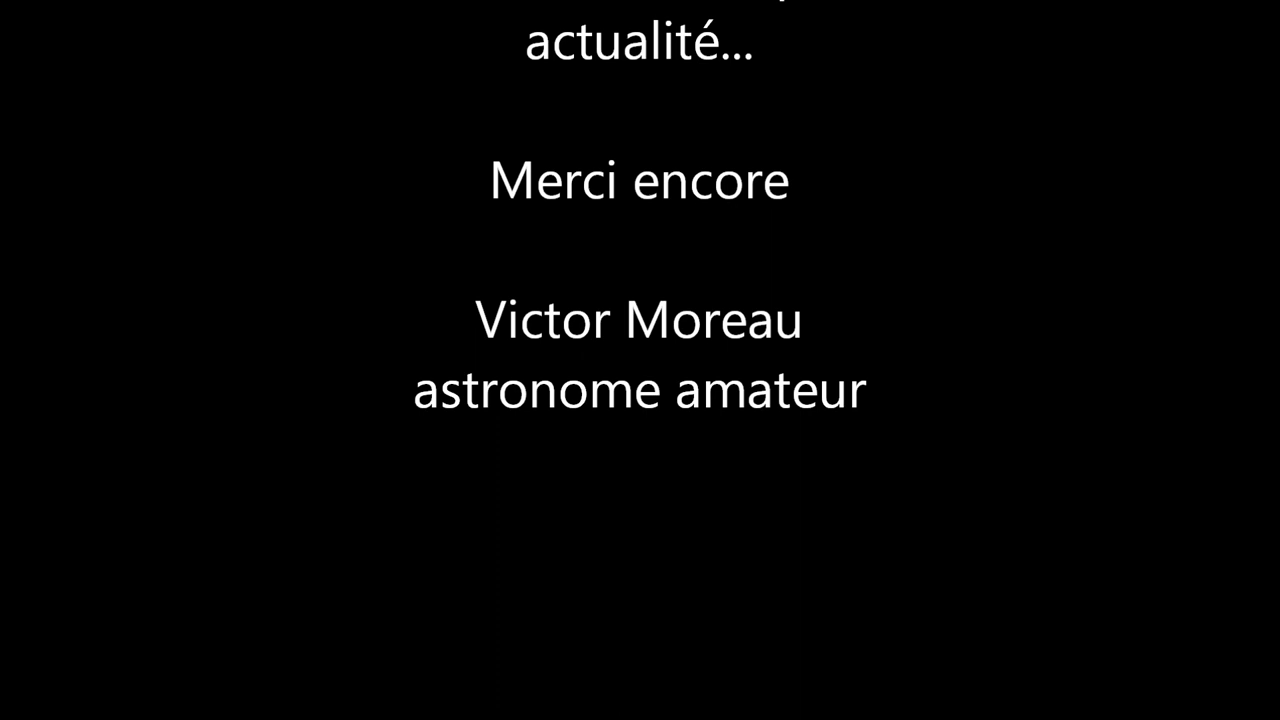 actualité...
Merci encore
Victor Moreau
astronome amateur